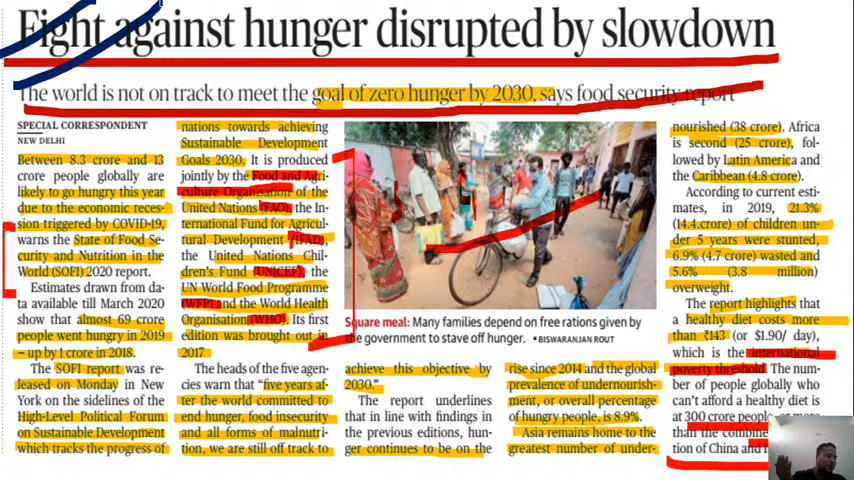 Fight against hunger disrupted by slowdown
The world is not on track to meet the goal of zero hunger by 2030, says food security report
SPECIAL CORRESPONDENT
NEW DELHI
Between 8.3 crore and 13
crore people globally are
likely to go hungry this year
due to the economic reces-
sion triggered by COVID-19,
warns the State of Food Se-
curity and Nutrition in the
World (SOFI) 2020 report.
Estimates drawn from da-
ta available till March 2020
show that almost 69 crore
people went hungry in 2019
– up by 1 crore in 2018.
The SOFI report was re-
leased on Monday in New
York on the sidelines of the
High-Level Political Forum
on Sustainable Development
which tracks the progress of
nations towards achieving
Sustainable Development
Goals 2030. It is produced
jointly by the Food and Agri-
culture Organisation of the
United Nations (FAO), the In-
ternational Fund for Agricul-
tural Development (IFAD),
the United Nations Chil-
dren's Fund (UNICEF), the
UN World Food Programme
(WFP) and the World Health
Organisation (WHO). Its first
edition was brought out in
2017
The heads of the five agen-
cies warn that "five years af-
ter the world committed to
end hunger, food insecurity
and all forms of malnutri-
tion, we are still off track to
Square meal: Many families depend on free rations given by
the government to stave off hunger. ▪ BISWARANJAN ROUT
achieve this objective by
2030."
The report underlines
that in line with findings in
the previous editions, hun-
ger continues to be on the
rise since 2014 and the global
prevalence of undernourish-
ment, or overall percentage
of hungry people, is 8.9%.
Asia remains home to the
greatest number of under-
nourished (38 crore). Africa
is second (25 crore), fol-
lowed by Latin America and
the Caribbean (4.8 crore).
According to current esti-
mates, in 2019, 21.3%
(14.4.crore) of children un-
der 5 years were stunted,
6.9% (4.7 crore) wasted and
5.6% (3.8 million)
overweight.
The report highlights that
a healthy diet costs more
than ₹143 (or $1.90/ day),
which is the international
poverty threshold. The num-
ber of people globally who
can't afford a healthy diet is
at 300 crore people, or more
than the combine
tion of China and